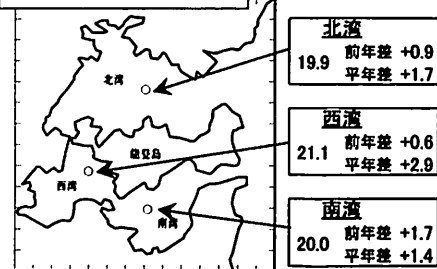 北湾
19.9 前年差 +0.9
平年差 +1.7
西湾
21.1 前年差 +0.6
平年差 +2.9
南湾
20.0 前年差 +1.7
平年差 +1.4
北湾
能登島
西湾
南湾